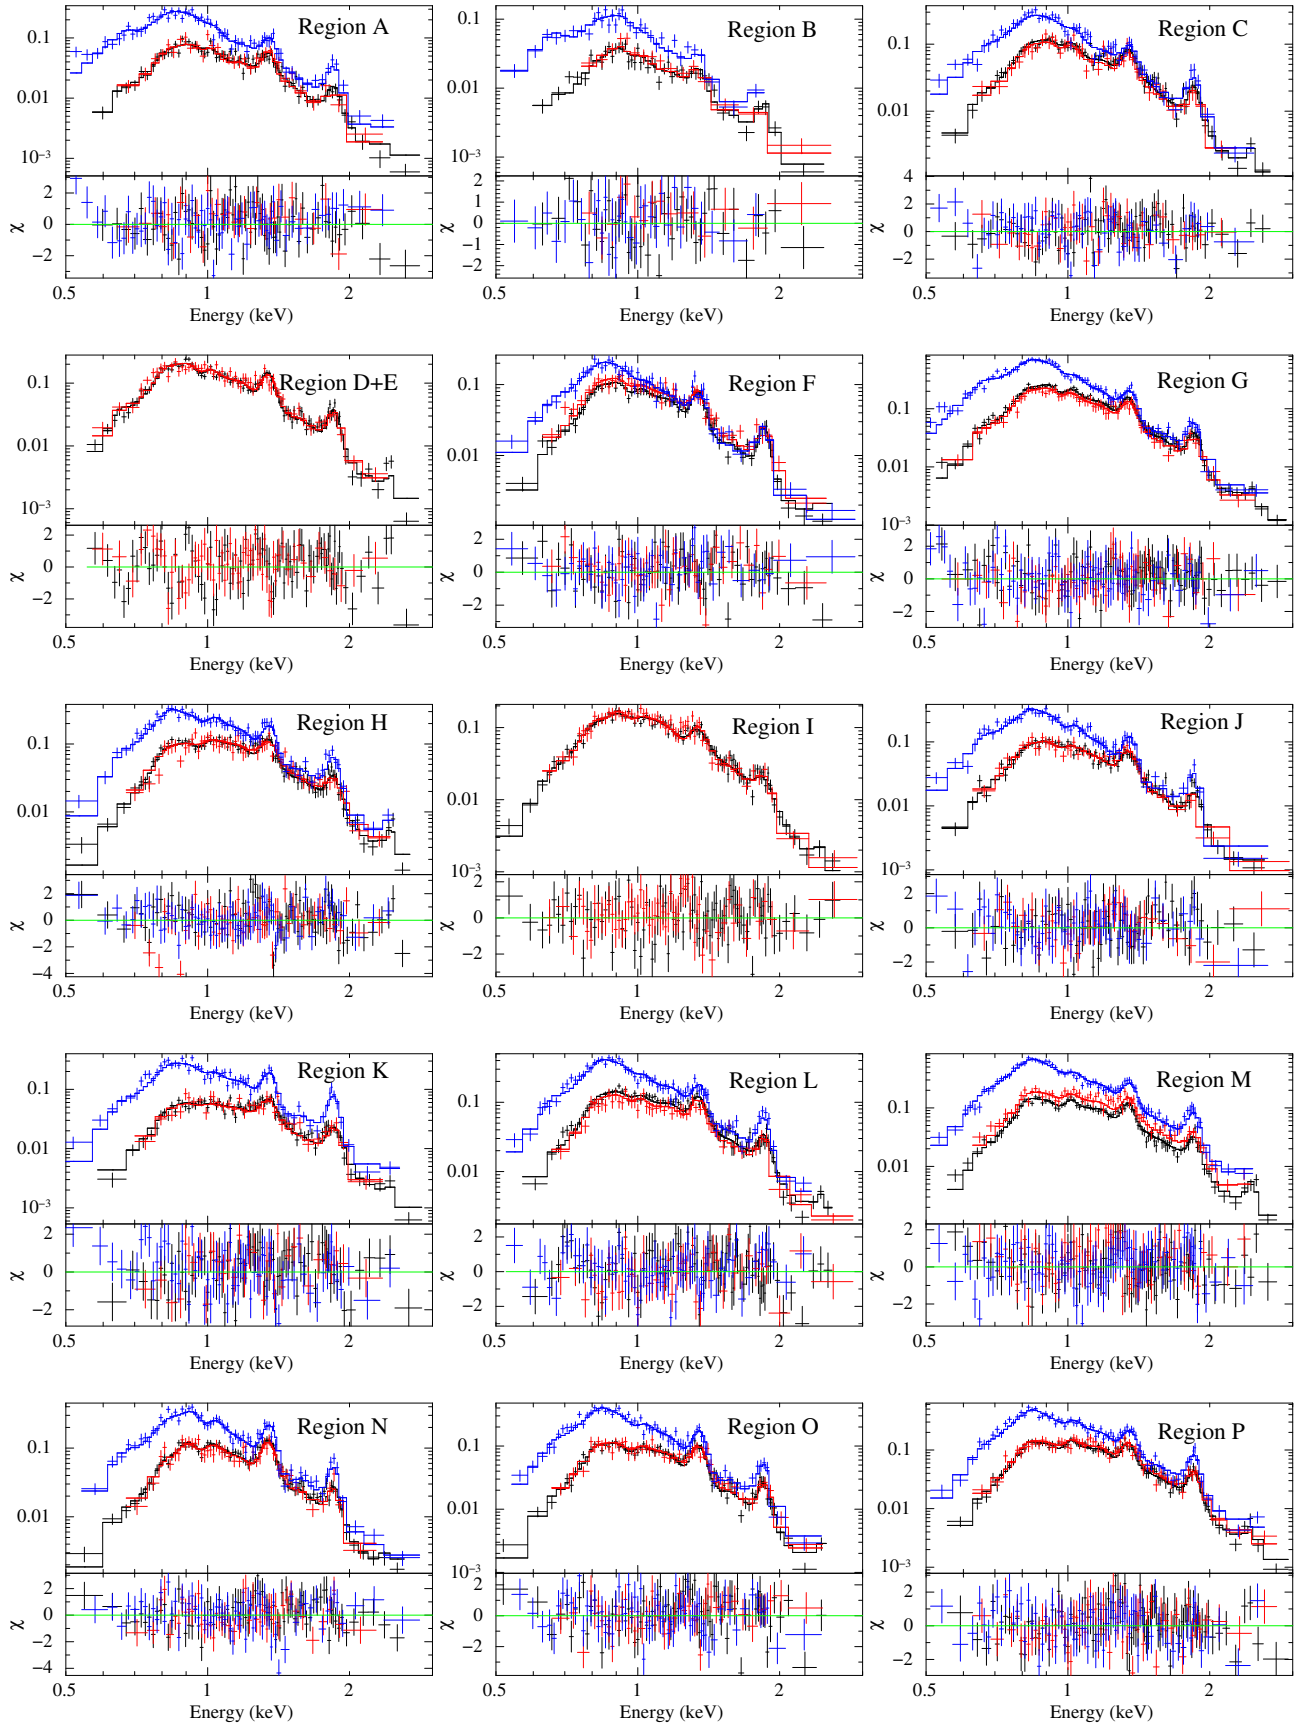 Region A
0.1
0.01
10⁻³
2
0
−2
χ
0.5
1
2
Energy (keV)
Region B
0.1
0.01
10⁻³
2
1
0
−1
−2
χ
0.5
1
2
Energy (keV)
Region C
0.1
0.01
4
2
0
−2
χ
0.5
1
2
Energy (keV)
Region D+E
0.1
0.01
10⁻³
2
0
−2
χ
0.5
1
2
Energy (keV)
Region F
0.1
0.01
2
0
−2
χ
0.5
1
2
Energy (keV)
Region G
0.1
0.01
10⁻³
2
0
−2
χ
0.5
1
2
Energy (keV)
Region H
0.1
0.01
2
0
−2
−4
χ
0.5
1
2
Energy (keV)
Region I
0.1
0.01
10⁻³
2
0
−2
χ
0.5
1
2
Energy (keV)
Region J
0.1
0.01
10⁻³
2
0
−2
χ
0.5
1
2
Energy (keV)
Region K
0.1
0.01
10⁻³
2
0
−2
χ
0.5
1
2
Energy (keV)
Region L
0.1
0.01
2
0
−2
χ
0.5
1
2
Energy (keV)
Region M
0.1
0.01
2
0
−2
χ
0.5
1
2
Energy (keV)
Region N
0.1
0.01
2
0
−2
−4
χ
0.5
1
2
Energy (keV)
Region O
0.1
0.01
2
0
−2
χ
0.5
1
2
Energy (keV)
Region P
0.1
0.01
10⁻³
2
0
−2
χ
0.5
1
2
Energy (keV)